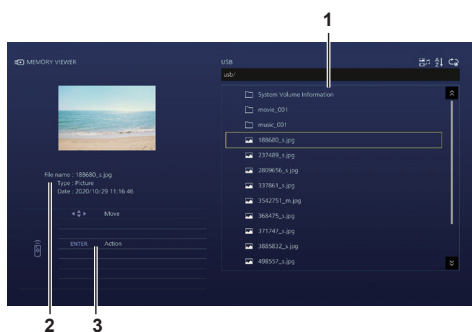 1
MEMORY VIEWER
USB
usb/
System Volume Information
movie_001
music_001
188680_s.jpg
237489_s.jpg
2809656_s.jpg
337861_s.jpg
3542751_m.jpg
368475_s.jpg
371747_s.jpg
3885832_s.jpg
498557_s.jpg
File name : 188680_s.jpg
Type : Picture
Date : 2020/10/29 11:16:46
Move
ENTER Action
2 3